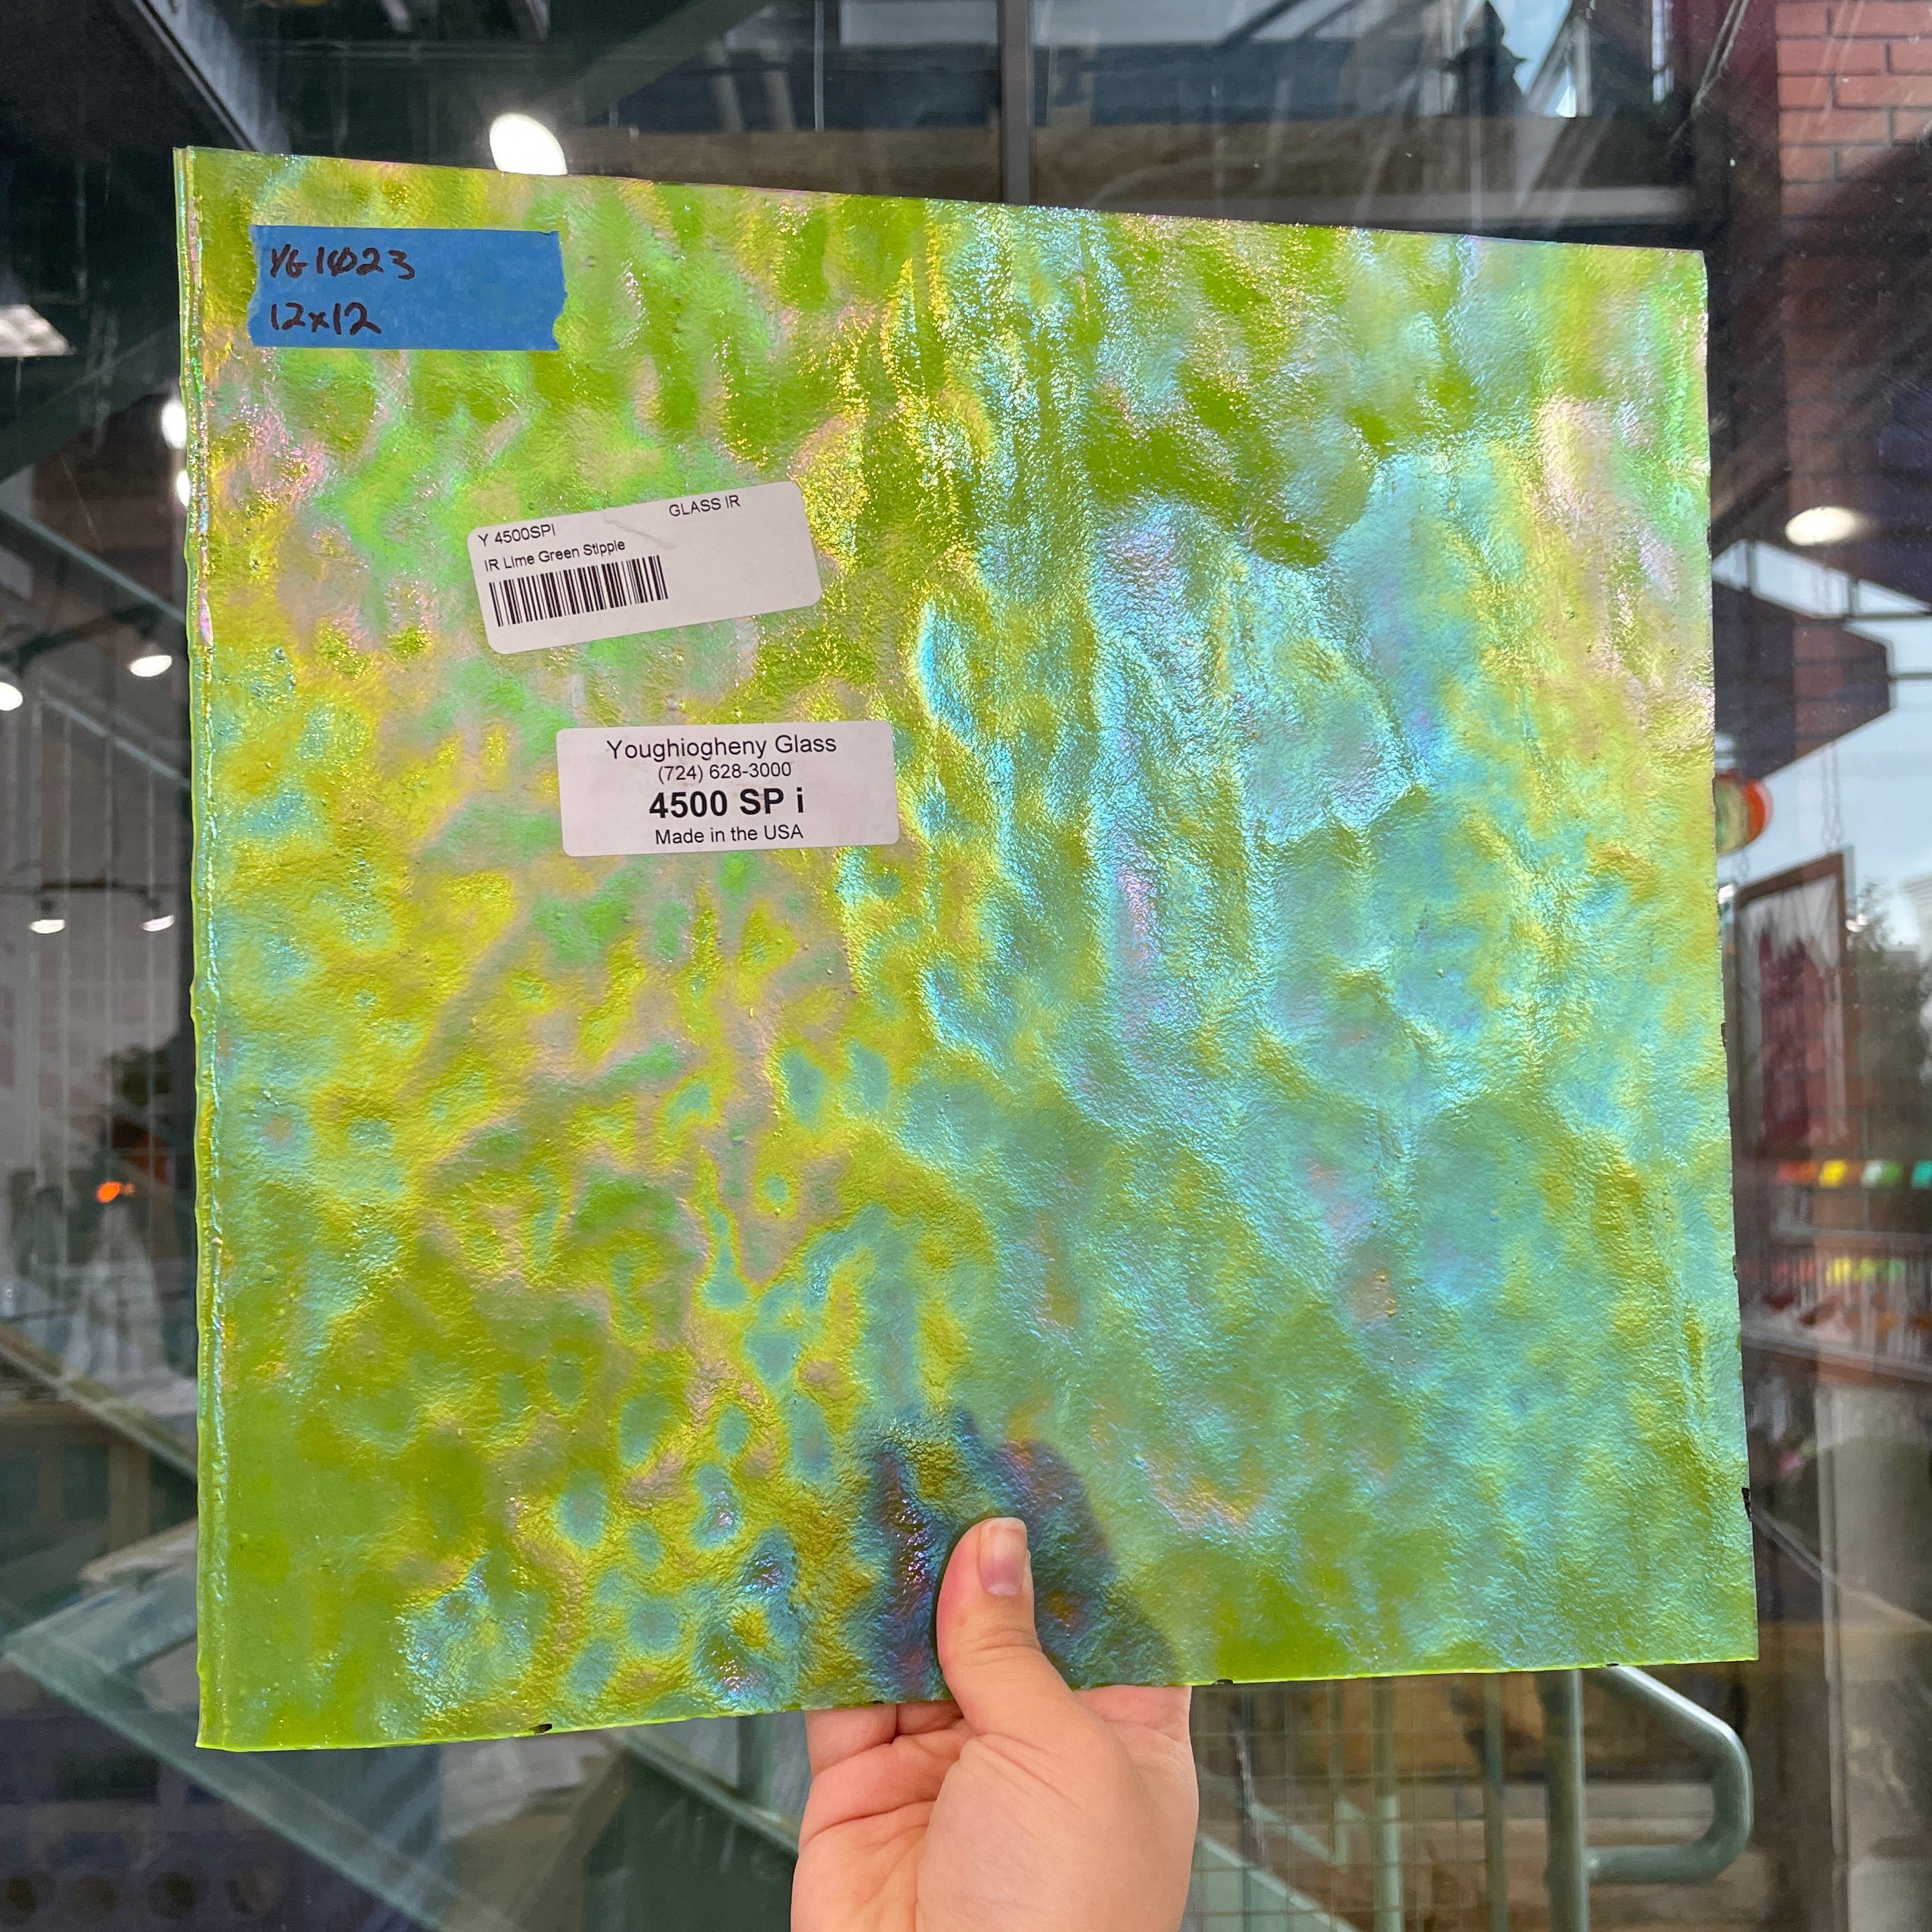 YG1023
12x12
Y 4500SPI GLASS IR
IR Lime Green Stipple
Youghiogheny Glass
(724) 628-3000
4500 SP i
Made in the USA